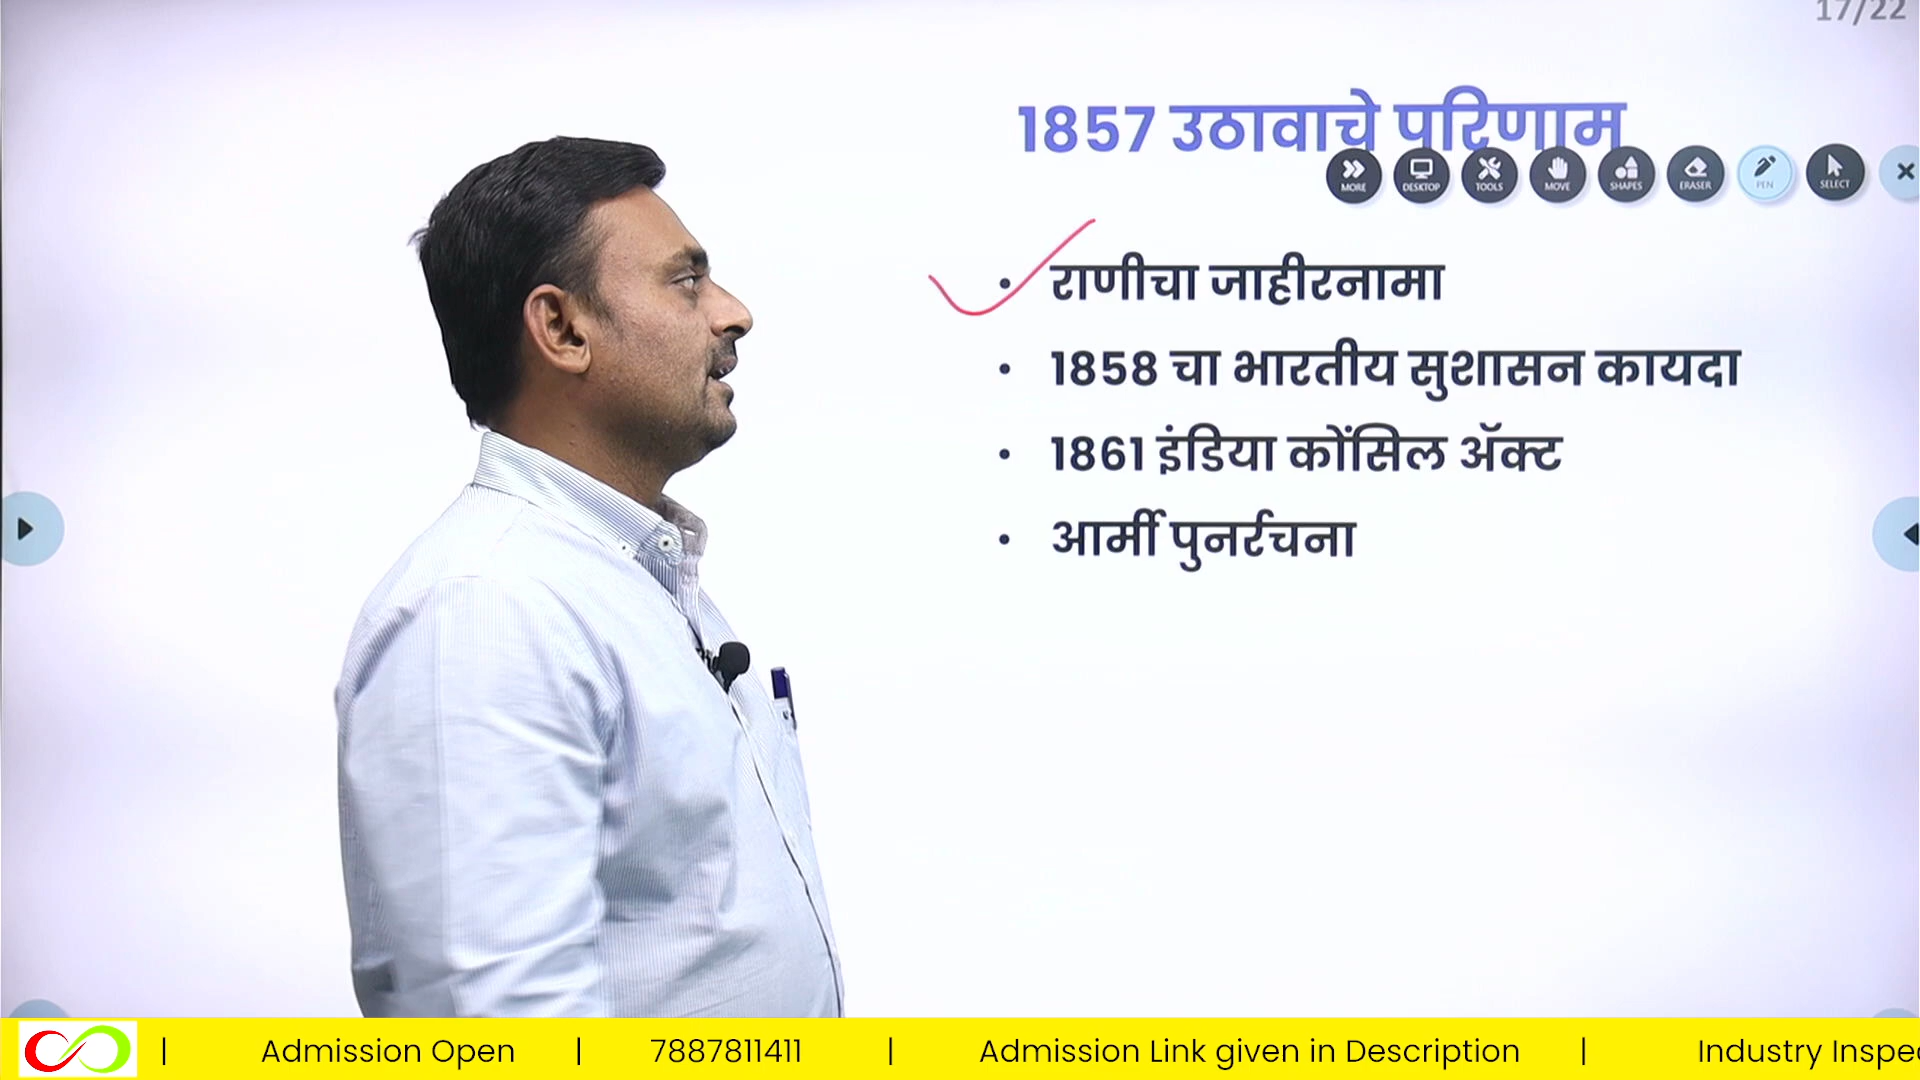 17/22
1857 उठावाचे परिणाम
MORE DESKTOP TOOLS MOVE SHAPES ERASER PEN SELECT
• राणीचा जाहीरनामा
• 1858 चा भारतीय सुशासन कायदा
• 1861 इंडिया कोंसिल ॲक्ट
• आर्मी पुनर्रचना
| Admission Open | 7887811411 | Admission Link given in Description | Industry Inspec